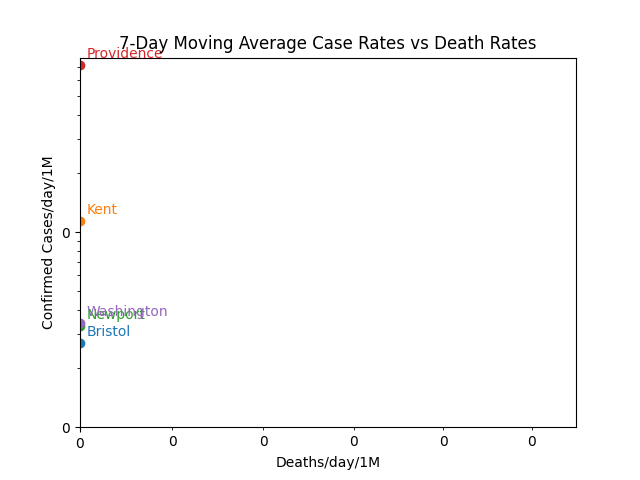 7-Day Moving Average Case Rates vs Death Rates
Providence
Kent
Washington
Newport
Bristol
Confirmed Cases/day/1M
0
0
0
0
0
0
0
0
Deaths/day/1M